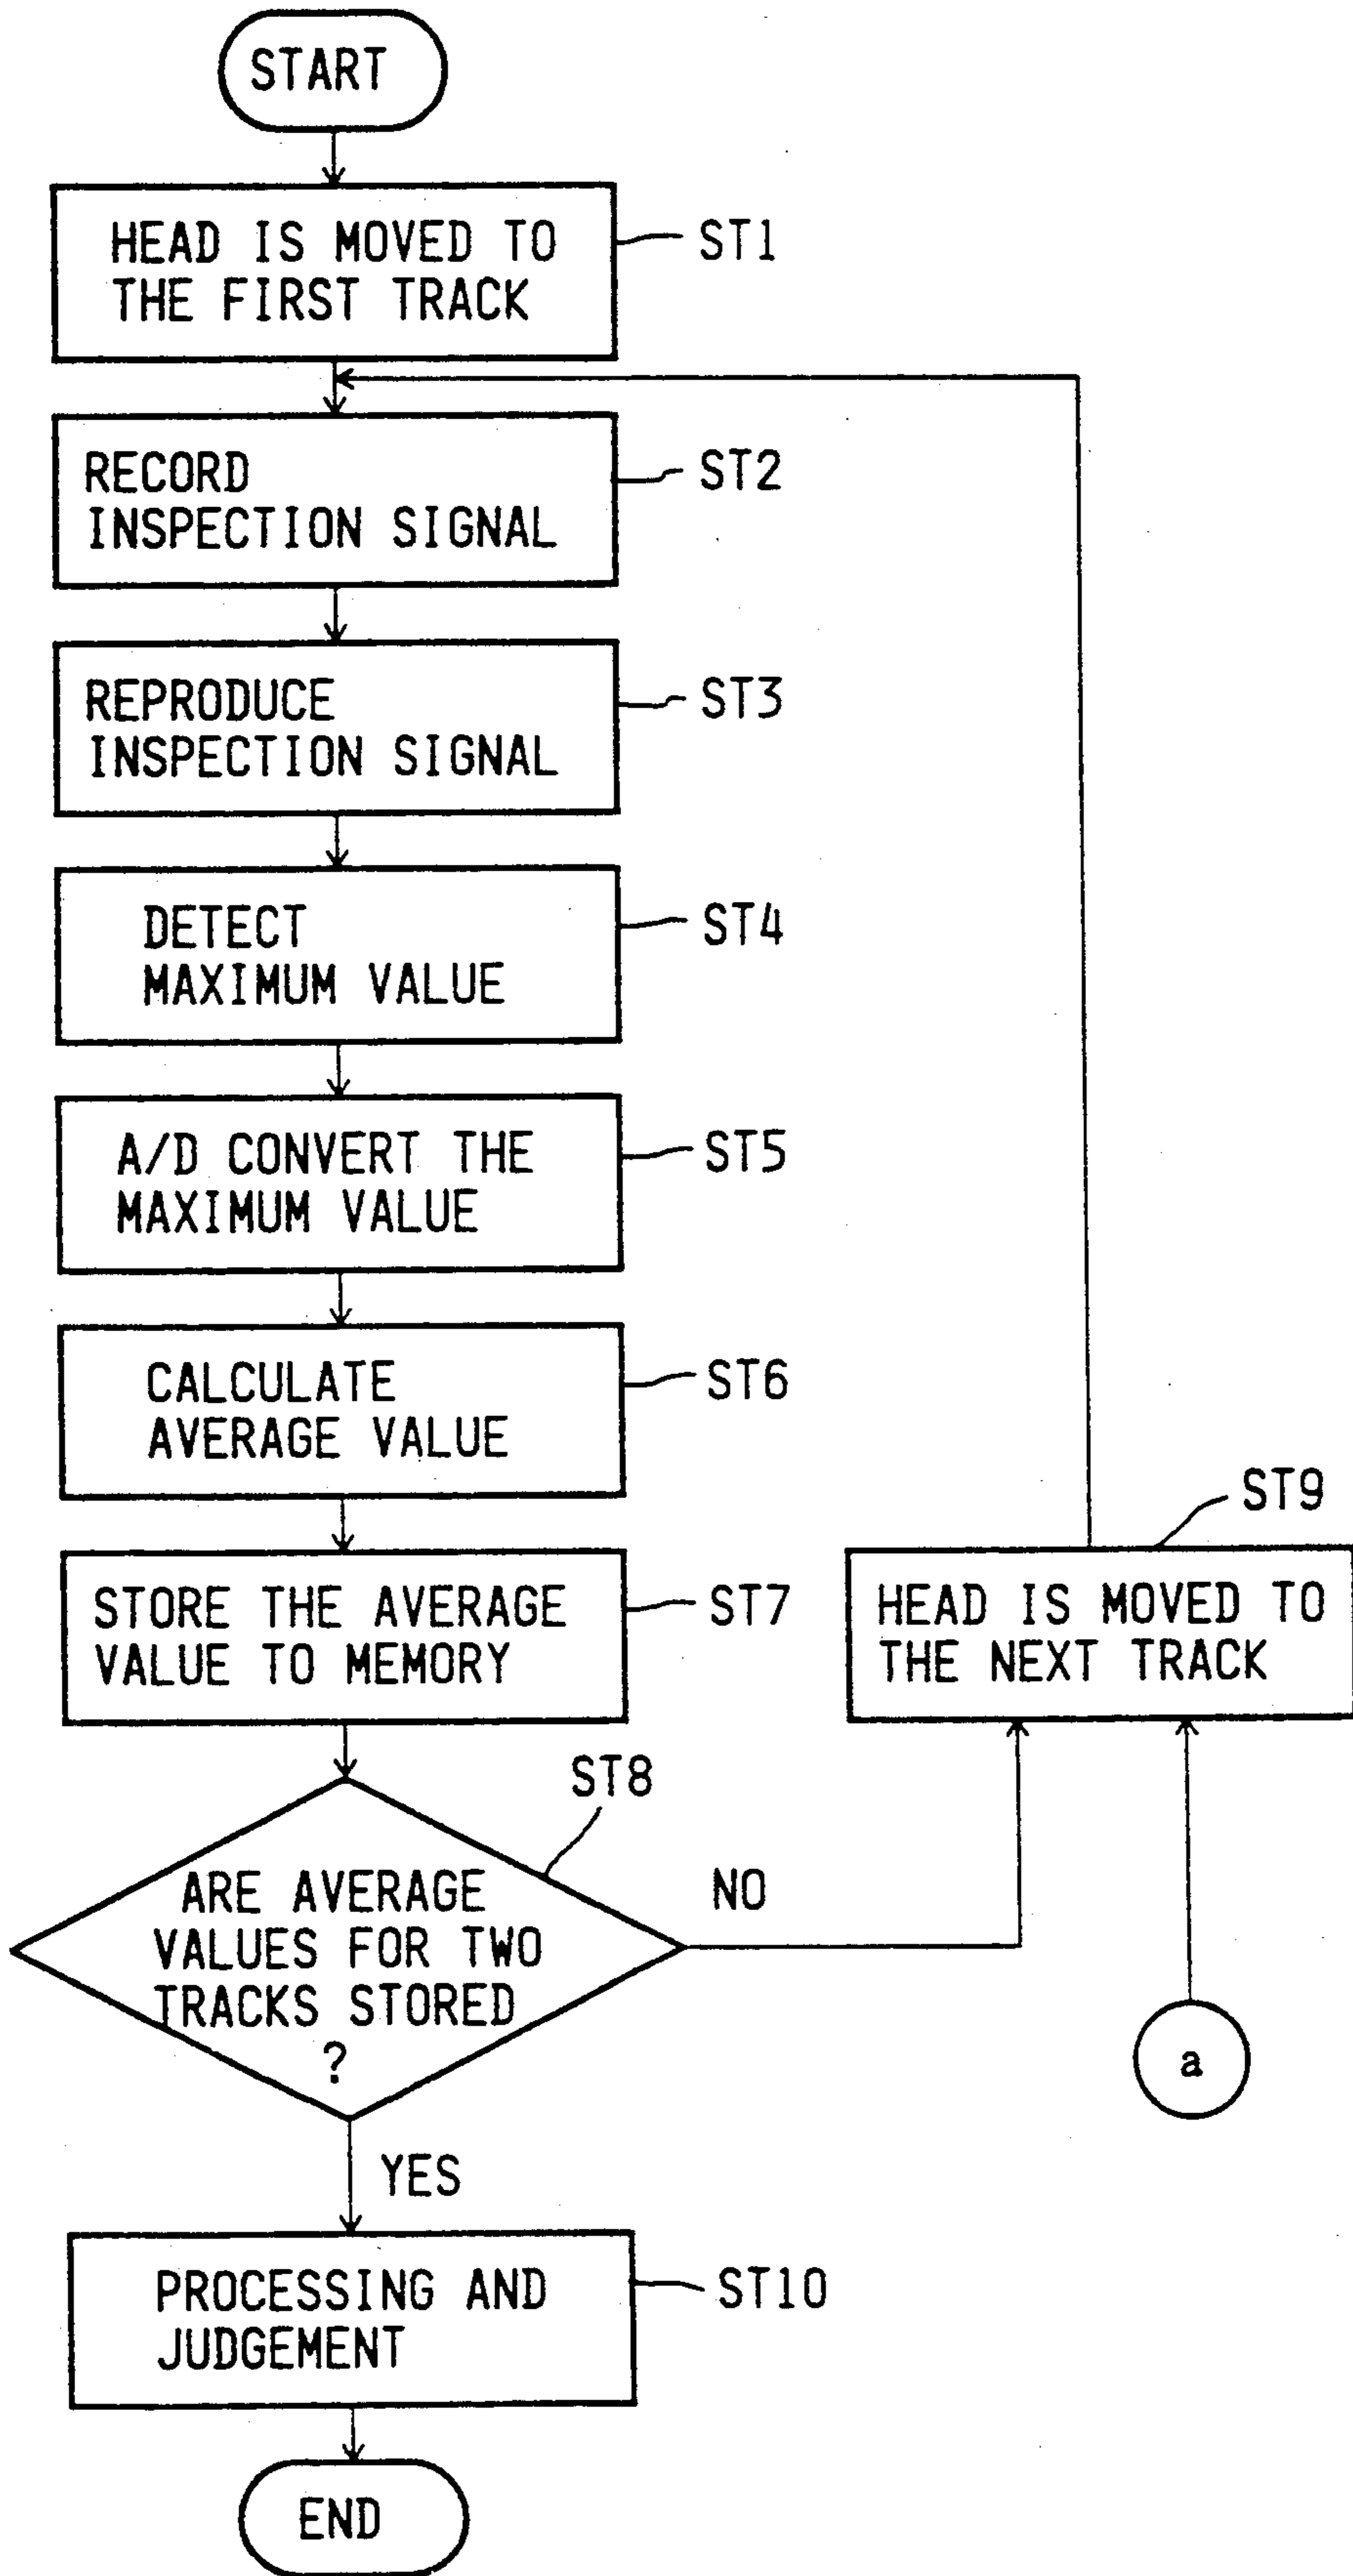 START
HEAD IS MOVED TO
THE FIRST TRACK
ST1
RECORD
INSPECTION SIGNAL
ST2
REPRODUCE
INSPECTION SIGNAL
ST3
DETECT
MAXIMUM VALUE
ST4
A/D CONVERT THE
MAXIMUM VALUE
ST5
CALCULATE
AVERAGE VALUE
ST6
STORE THE AVERAGE
VALUE TO MEMORY
ST7
ST9
HEAD IS MOVED TO
THE NEXT TRACK
ST8
ARE AVERAGE
VALUES FOR TWO
TRACKS STORED
?
NO
a
YES
PROCESSING AND
JUDGEMENT
ST10
END